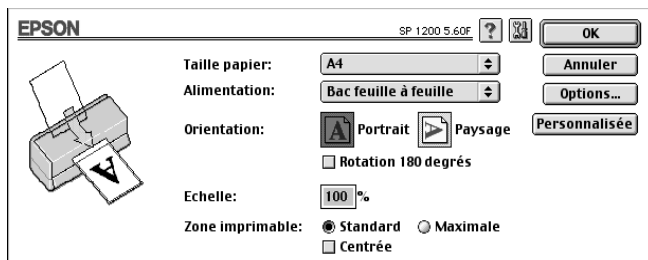 EPSON SP 1200 5.60F ? OK
Taille papier: A4 Annuler
Alimentation: Bac feuille à feuille Options...
Orientation: A Portrait A Paysage Personnalisée
Rotation 180 degrés
A
Echelle: 100 %
Zone imprimable: Standard Maximale
Centrée